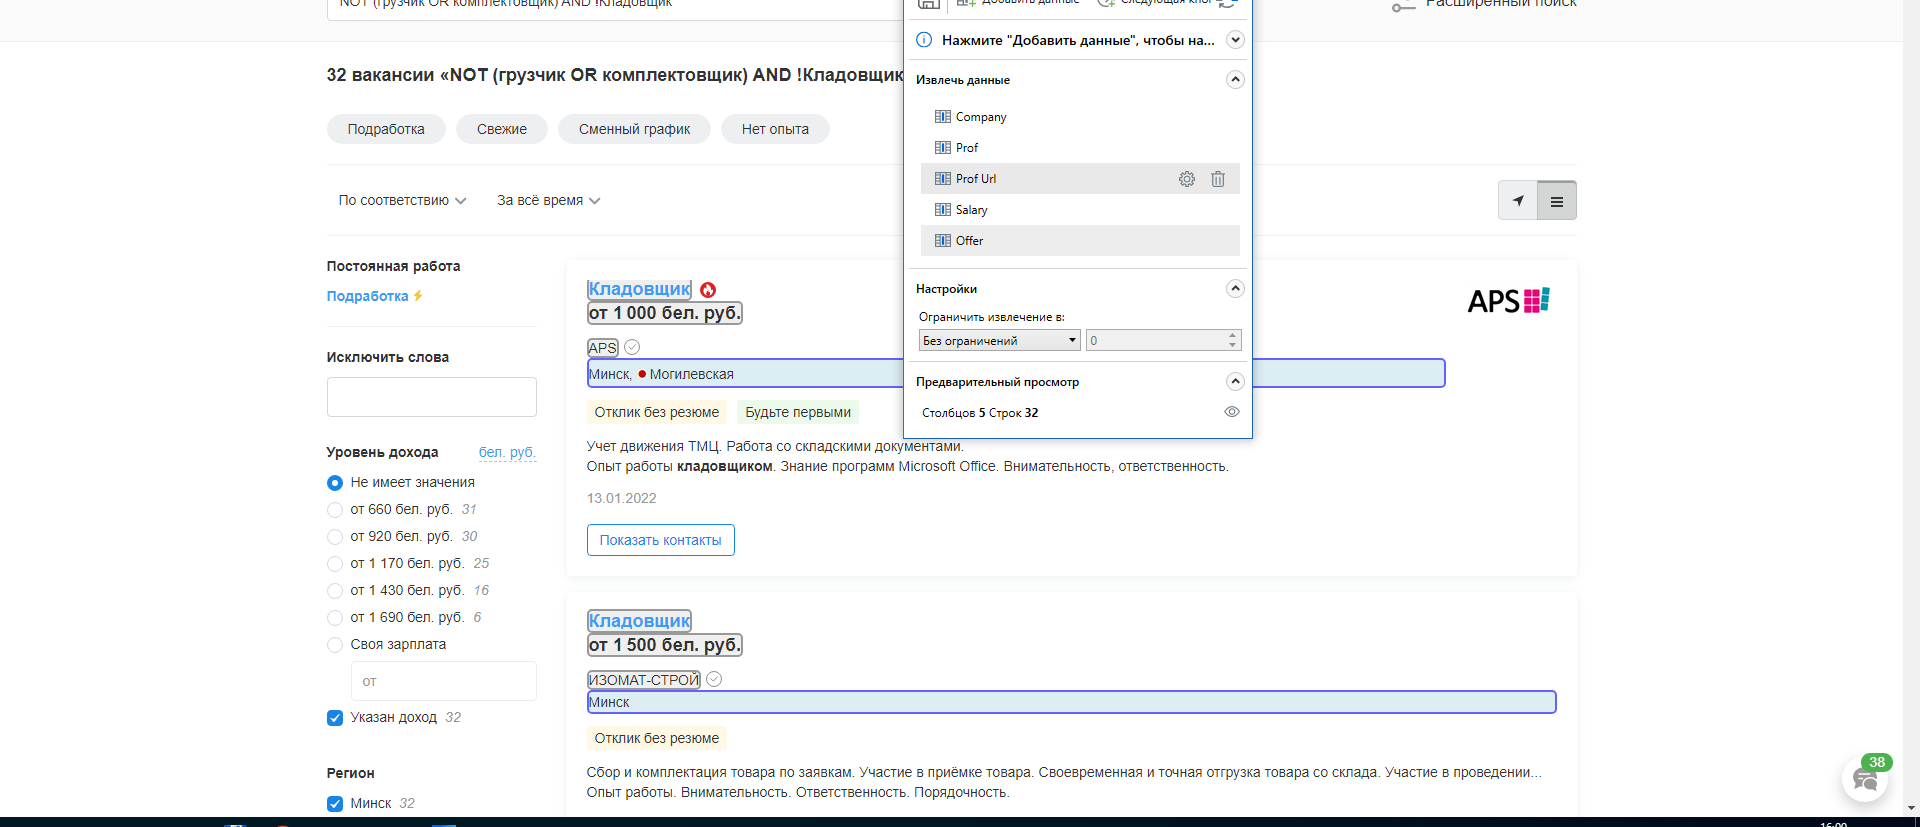 NOT (грузчик OR комплектовщик) AND !Кладовщик
Расширенный поиск
32 вакансии «NOT (грузчик OR комплектовщик) AND !Кладовщик
Подработка
Свежие
Сменный график
Нет опыта
По соответствию
За всё время
Постоянная работа
Подработка
Исключить слова
Уровень дохода
бел. руб.
Не имеет значения
от 660 бел. руб. 31
от 920 бел. руб. 30
от 1 170 бел. руб. 25
от 1 430 бел. руб. 16
от 1 690 бел. руб. 6
Своя зарплата
от
Указан доход 32
Регион
Минск 32
Кладовщик
от 1 000 бел. руб.
APS
Минск, Могилевская
Отклик без резюме
Будьте первыми
Учет движения ТМЦ. Работа со складскими документами.
Опыт работы кладовщиком. Знание программ Microsoft Office. Внимательность, ответственность.
13.01.2022
Показать контакты
APS
Кладовщик
от 1 500 бел. руб.
ИЗОМАТ-СТРОЙ
Минск
Отклик без резюме
Сбор и комплектация товара по заявкам. Участие в приёмке товара. Своевременная и точная отгрузка товара со склада. Участие в проведении...
Опыт работы. Внимательность. Ответственность. Порядочность.
Добавить данные
Следующая кног
Нажмите "Добавить данные", чтобы на...
Извлечь данные
Company
Prof
Prof Url
Salary
Offer
Настройки
Ограничить извлечение в:
Без ограничений
0
Предварительный просмотр
Столбцов 5 Строк 32
38
16:00